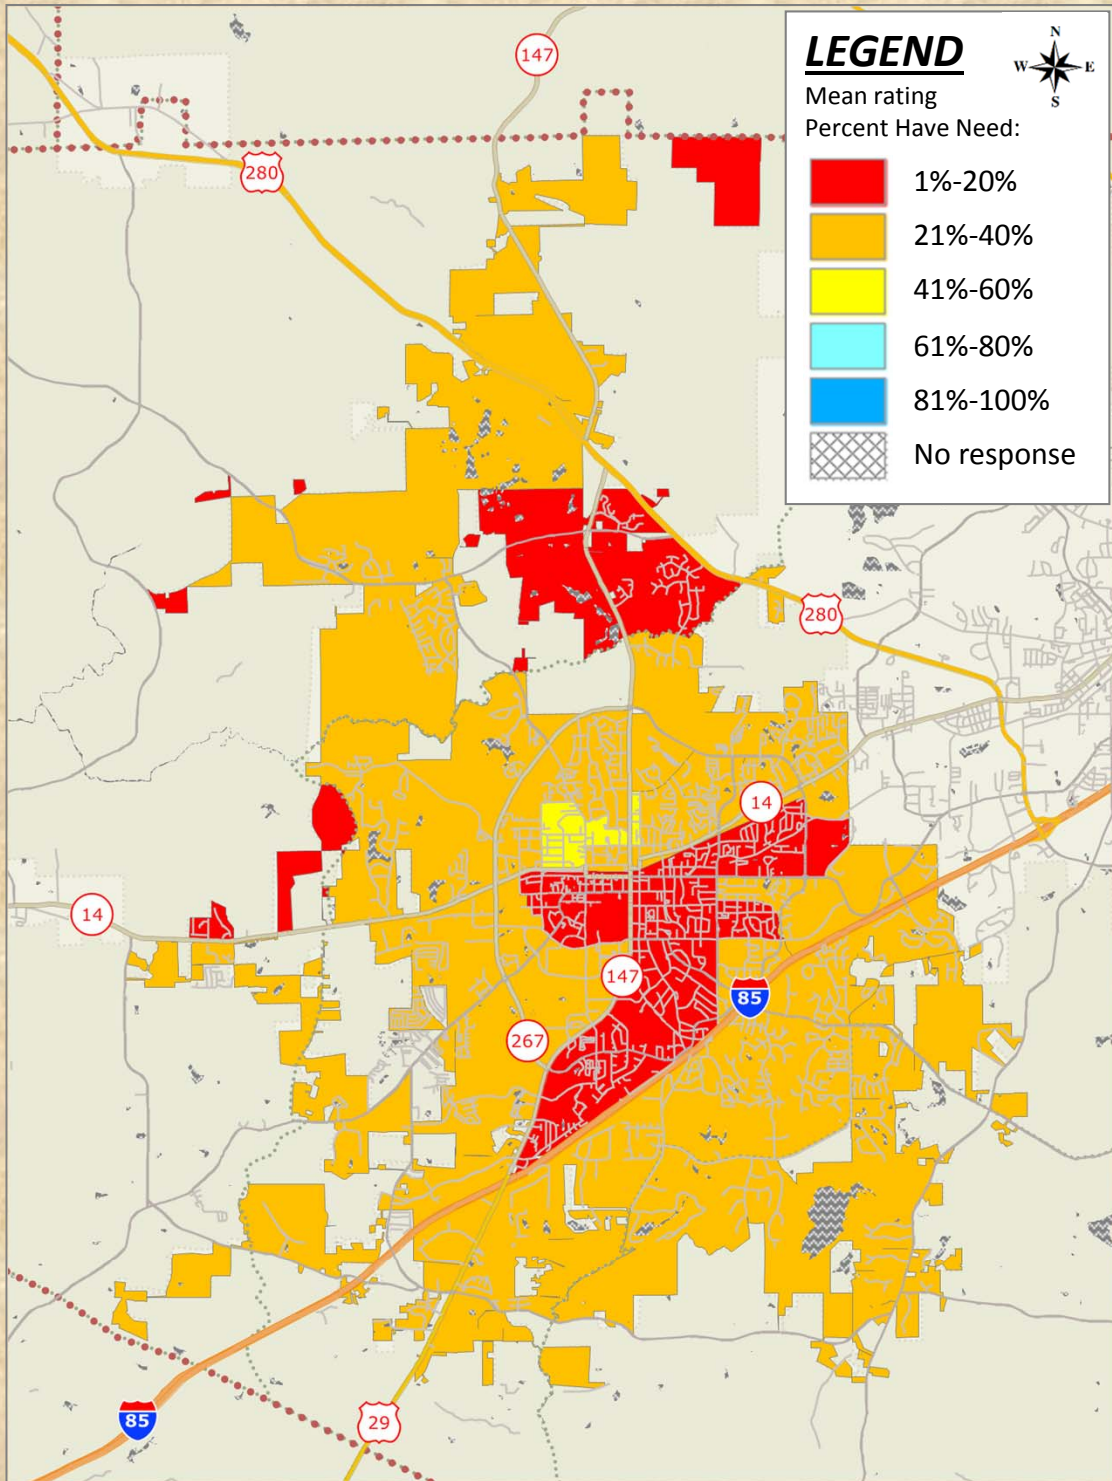 147
LEGEND
N
W E
S
Mean rating
Percent Have Need:
280
1%-20%
21%-40%
41%-60%
61%-80%
81%-100%
No response
280
14
14
147
85
267
85
29